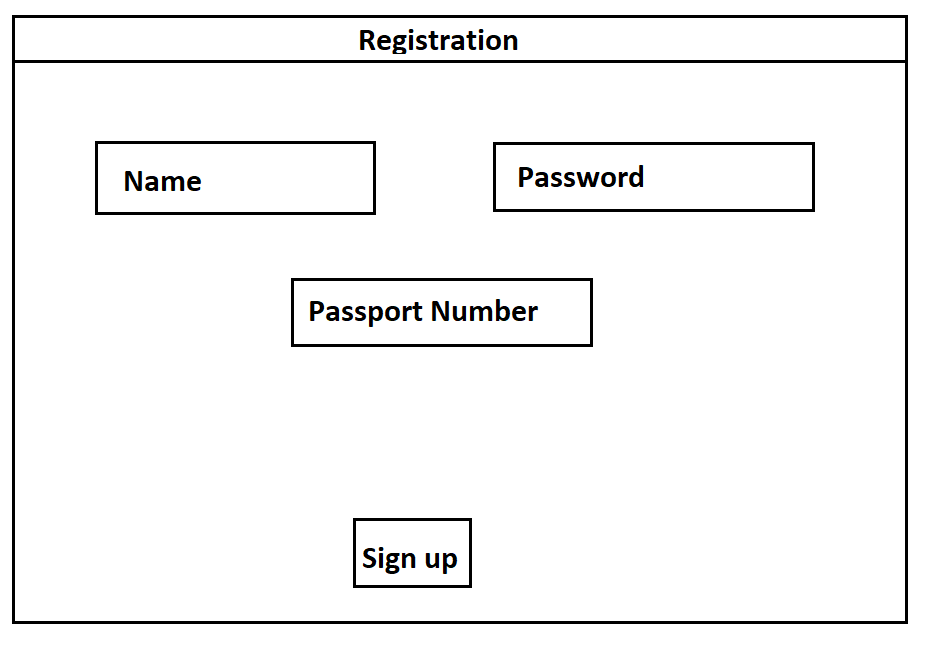 Registration
Name
Password
Passport Number
Sign up